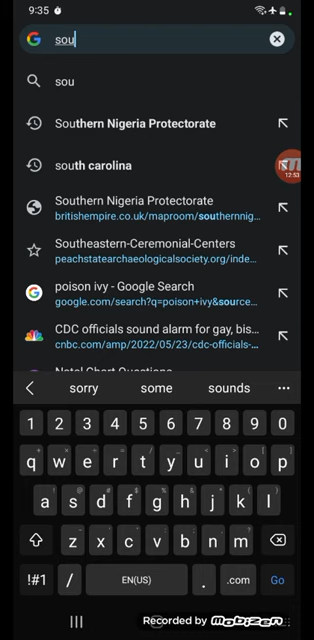 9:35
sou
sou
Southern Nigeria Protectorate
south carolina
12:53
Southern Nigeria Protectorate
britishempire.co.uk/maproom/southernnig...
Southeastern-Ceremonial-Centers
peachstatearchaeologicalsociety.org/inde...
poison ivy - Google Search
google.com/search?q=poison+ivy&source...
CDC officials sound alarm for gay, bis...
cnbc.com/amp/2022/05/23/cdc-officials-...
Natal Chart Questions
sorry some sounds
1 2 3 4 5 6 7 8 9 0
q w e r t y u i o p
a s d f g h j k l
z x c v b n m
!#1 / EN(US) . .com Go
Recorded by Mobizen